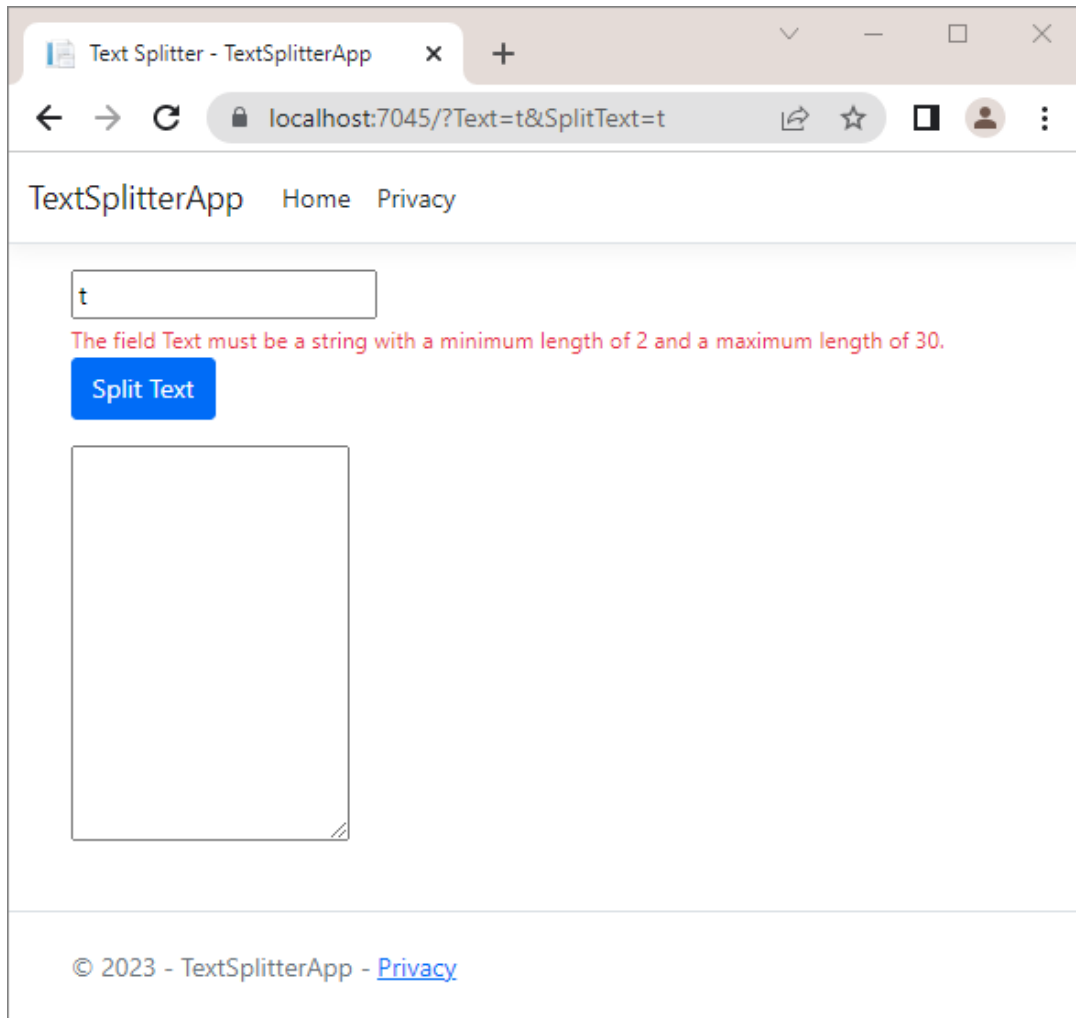 Text Splitter - TextSplitterApp
localhost:7045/?Text=t&SplitText=t
TextSplitterApp Home Privacy
t
The field Text must be a string with a minimum length of 2 and a maximum length of 30.
Split Text
© 2023 - TextSplitterApp - Privacy